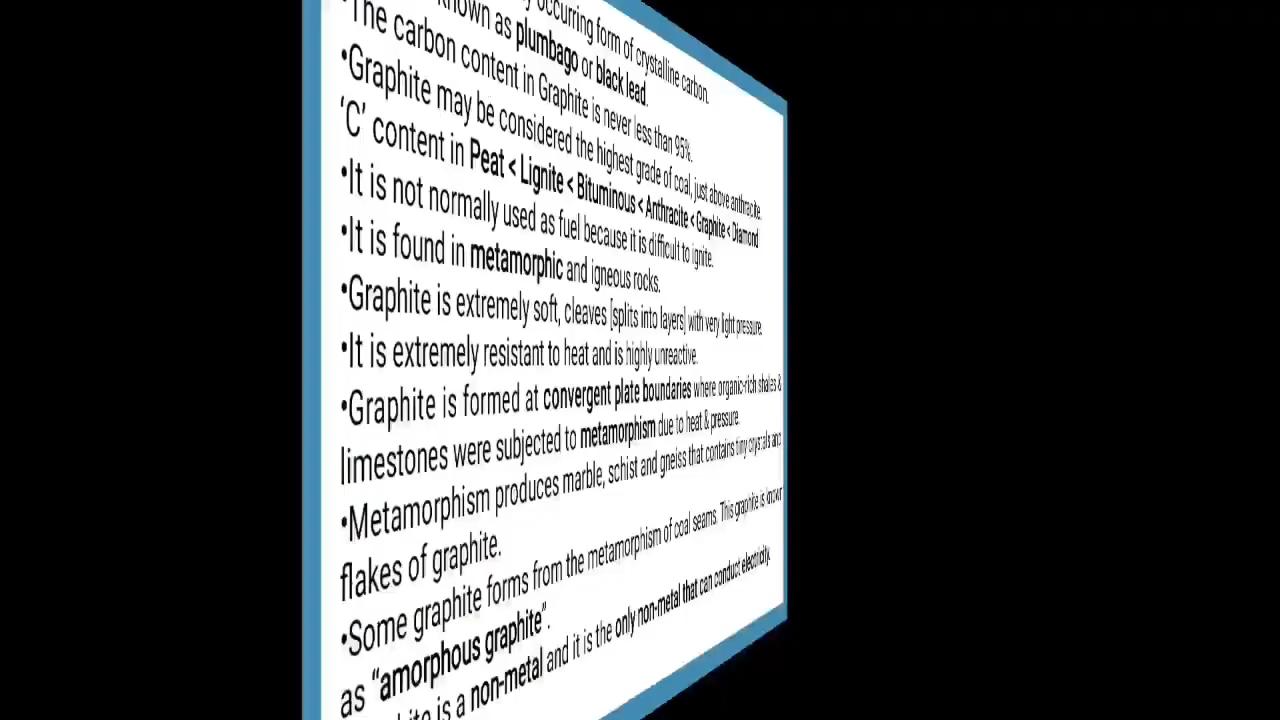 occurring form of crystalline carbon.
known as plumbago or black lead.
•The carbon content in Graphite is never less than 95%.
•Graphite may be considered the highest grade of coal, just above anthracite.
‘C’ content in Peat < Lignite < Bituminous < Anthracite < Graphite < Diamond
•It is not normally used as fuel because it is difficult to ignite.
•It is found in metamorphic and igneous rocks.
•Graphite is extremely soft, cleaves [splits into layers] with very light pressure.
•It is extremely resistant to heat and is highly unreactive.
•Graphite is formed at convergent plate boundaries where organic-rich shales &
limestones were subjected to metamorphism due to heat & pressure.
•Metamorphism produces marble, schist and gneiss that contains tiny crystals and
flakes of graphite.
•Some graphite forms from the metamorphism of coal seams. This graphite is known
as “amorphous graphite”.
is a non-metal and it is the only non-metal that can conduct electricity.